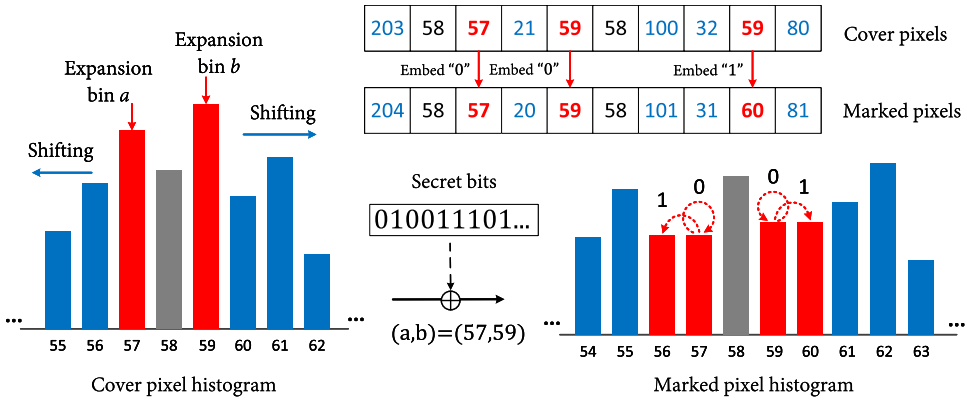 203 58 57 21 59 58 100 32 59 80
Cover pixels
Embed “0” Embed “0” Embed “1”
204 58 57 20 59 58 101 31 60 81
Marked pixels
Expansion
bin a
Expansion
bin b
Shifting
Shifting
...
...
55 56 57 58 59 60 61 62
Cover pixel histogram
Secret bits
010011101...
(a,b)=(57,59)
1 0 0 1
...
...
54 55 56 57 58 59 60 61 62 63
Marked pixel histogram